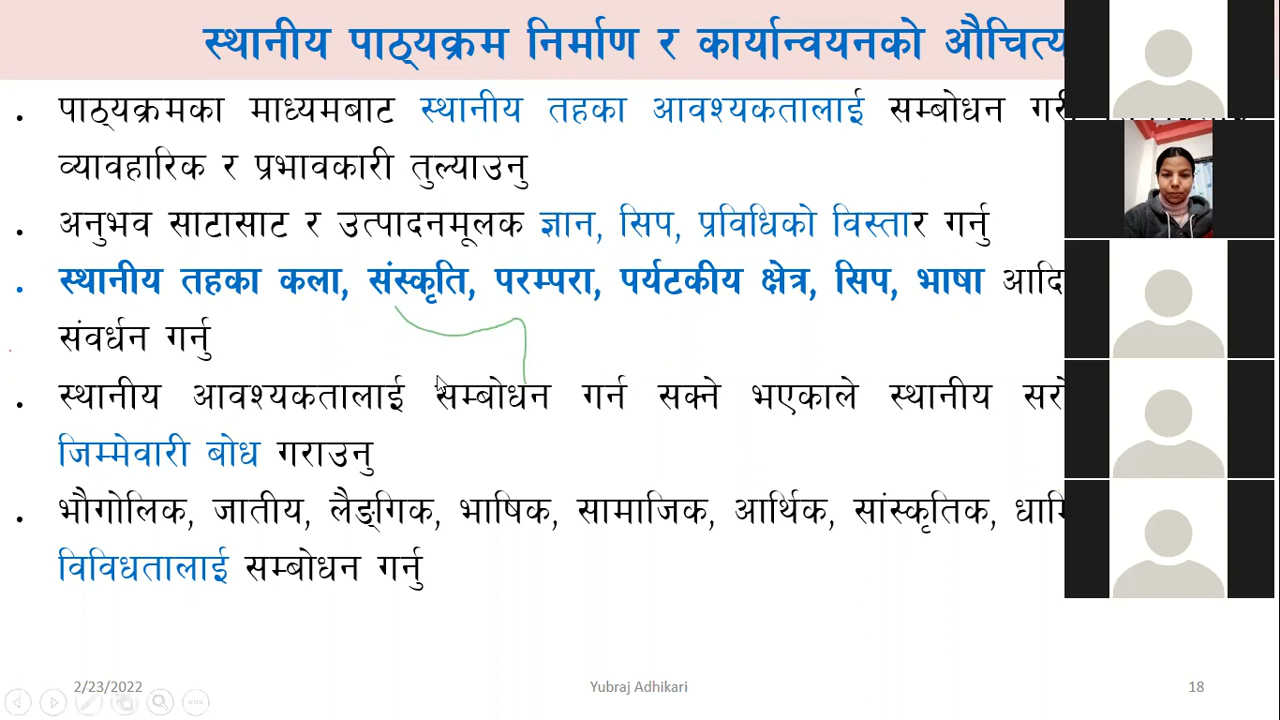 स्थानीय पाठ्यक्रम निर्माण र कार्यान्वयनको औचित्य
. पाठ्यक्रमका माध्यमबाट स्थानीय तहका आवश्यकतालाई सम्बोधन गरी
व्यावहारिक र प्रभावकारी तुल्याउनु
. अनुभव साटासाट र उत्पादनमूलक ज्ञान, सिप, प्रविधिको विस्तार गर्नु
. स्थानीय तहका कला, संस्कृति, परम्परा, पर्यटकीय क्षेत्र, सिप, भाषा आदि
संवर्धन गर्नु
. स्थानीय आवश्यकतालाई सम्बोधन गर्न सक्ने भएकाले स्थानीय
जिम्मेवारी बोध गराउनु
. भौगोलिक, जातीय, लैङ्गिक, भाषिक, सामाजिक, आर्थिक, सांस्कृतिक,
विविधतालाई सम्बोधन गर्नु
2/23/2022 Yubraj Adhikari 18